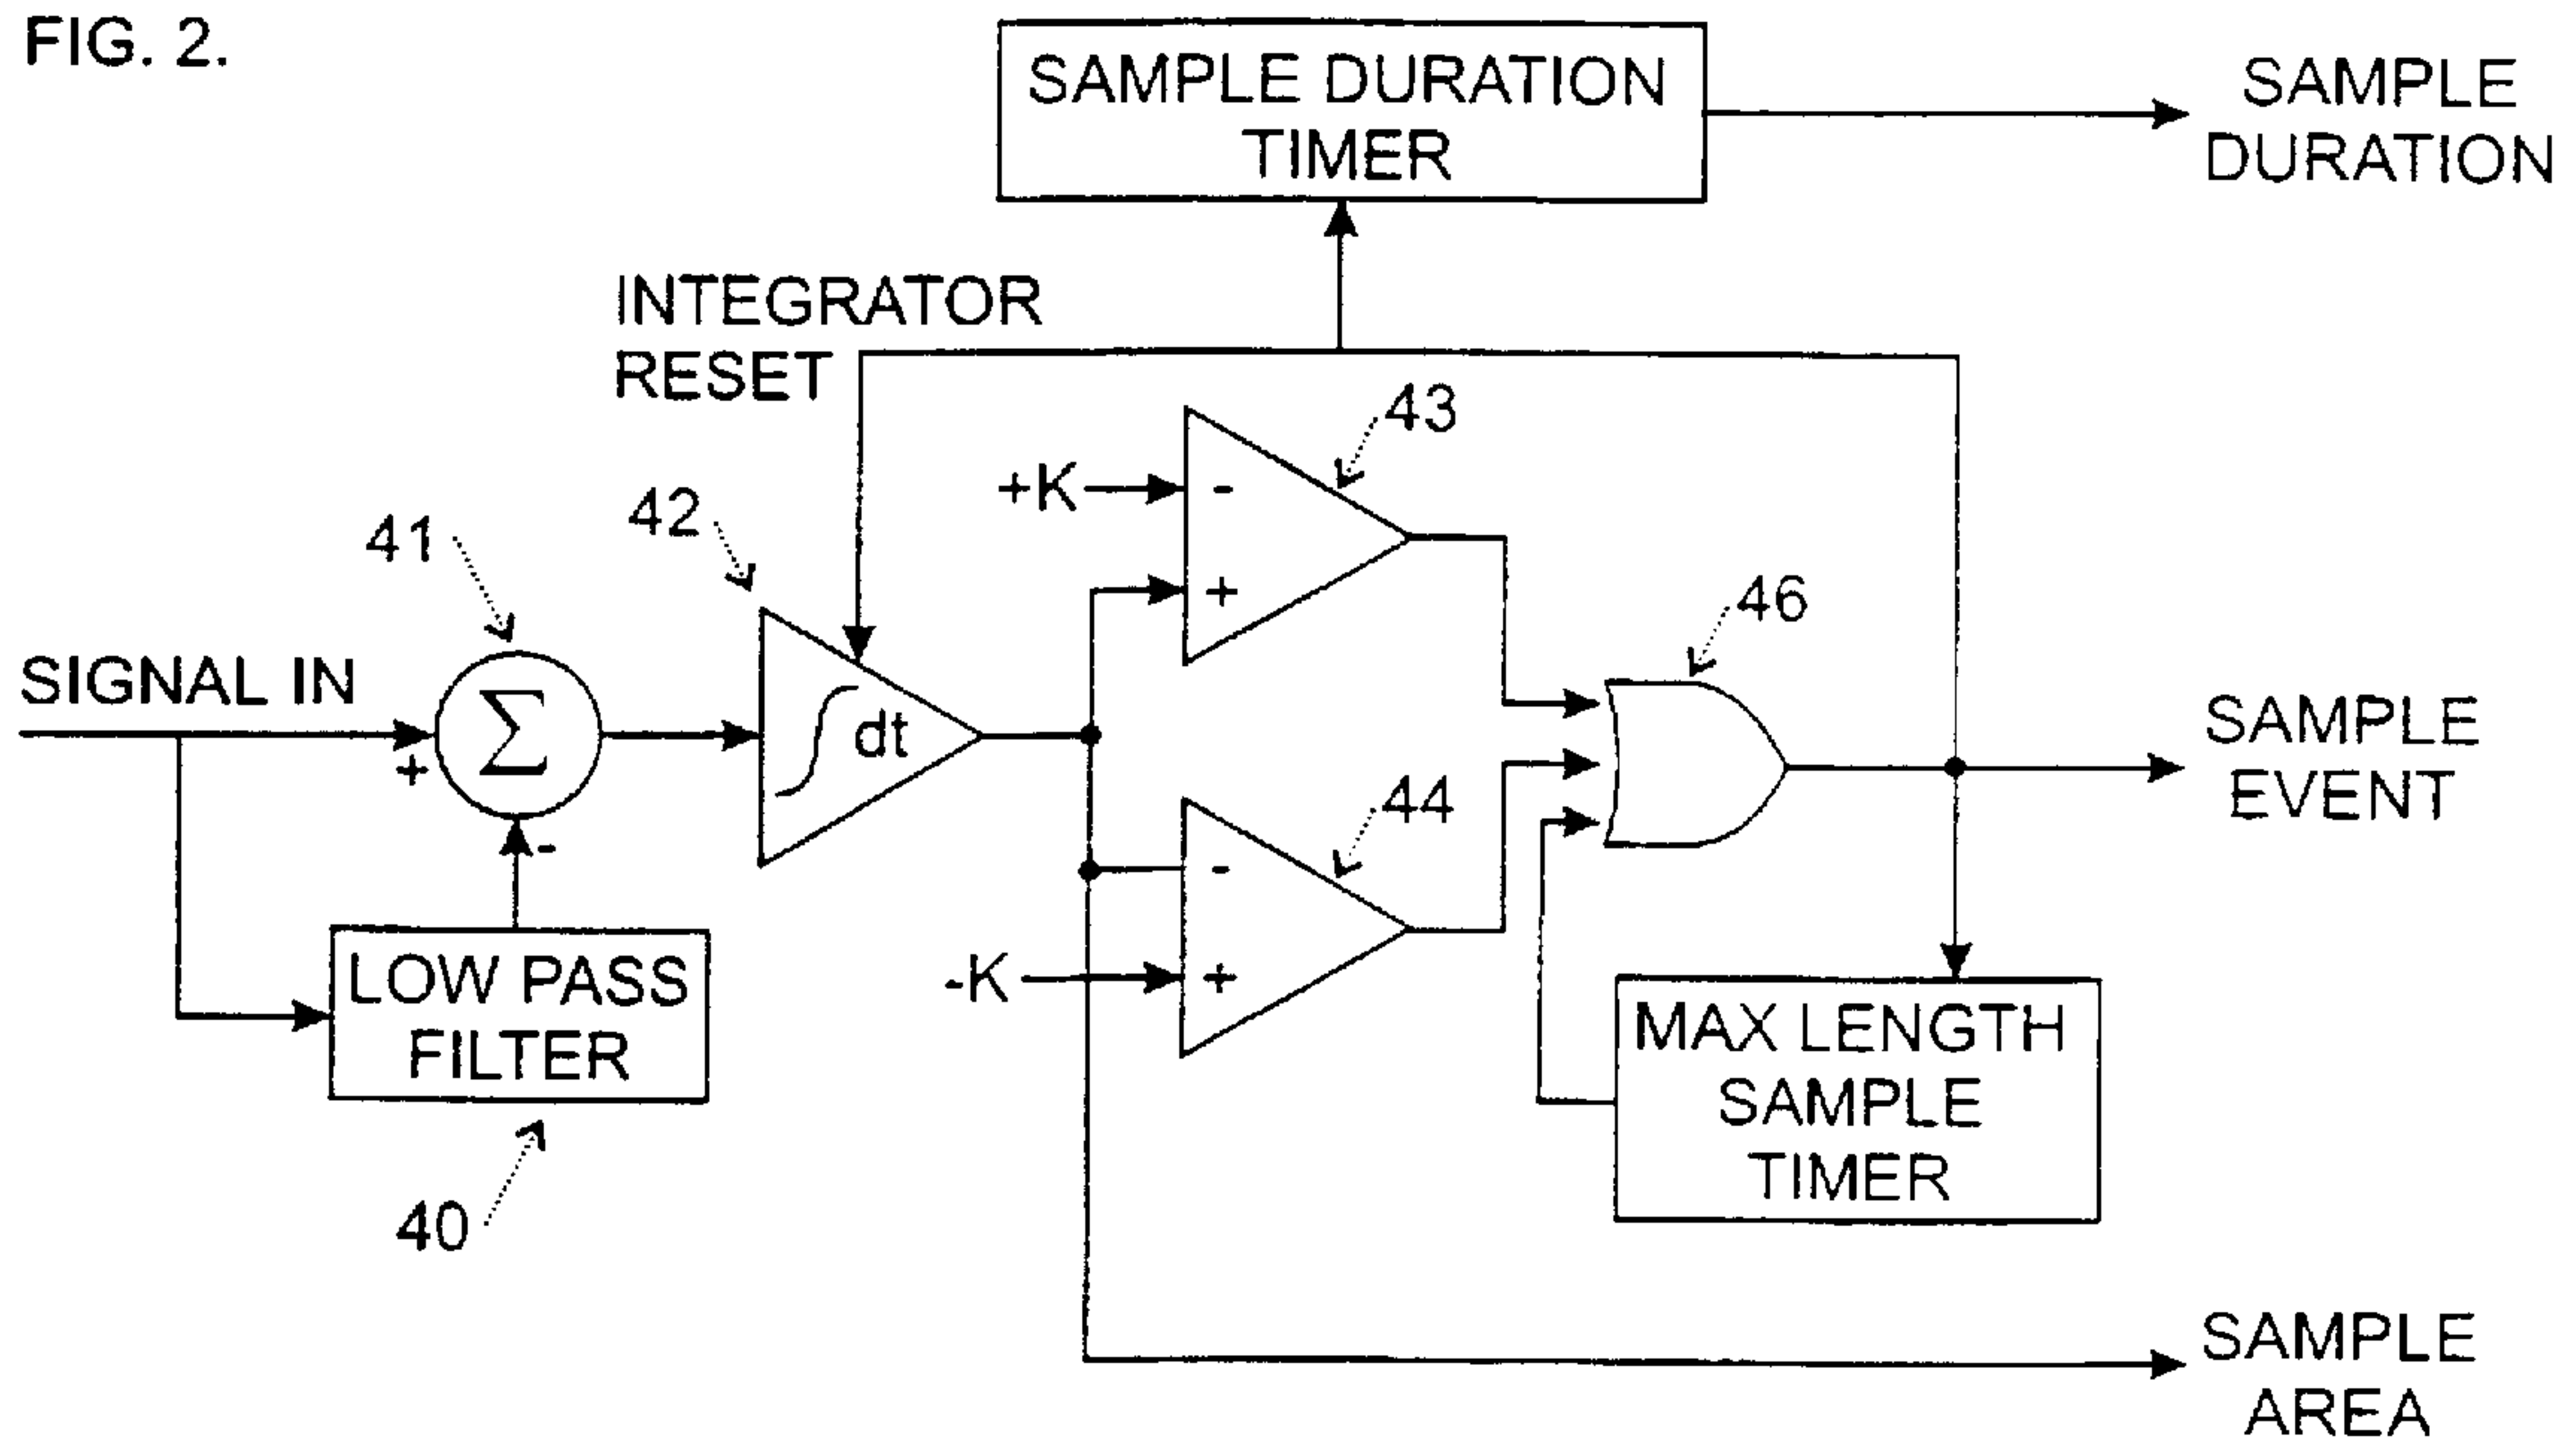 FIG. 2.
SAMPLE DURATION
TIMER
SAMPLE
DURATION
INTEGRATOR
RESET
43
+K
-
+
42
41
46
SIGNAL IN
+
Σ
-
∫dt
SAMPLE
EVENT
44
-
-K
+
LOW PASS
FILTER
40
MAX LENGTH
SAMPLE
TIMER
SAMPLE
AREA